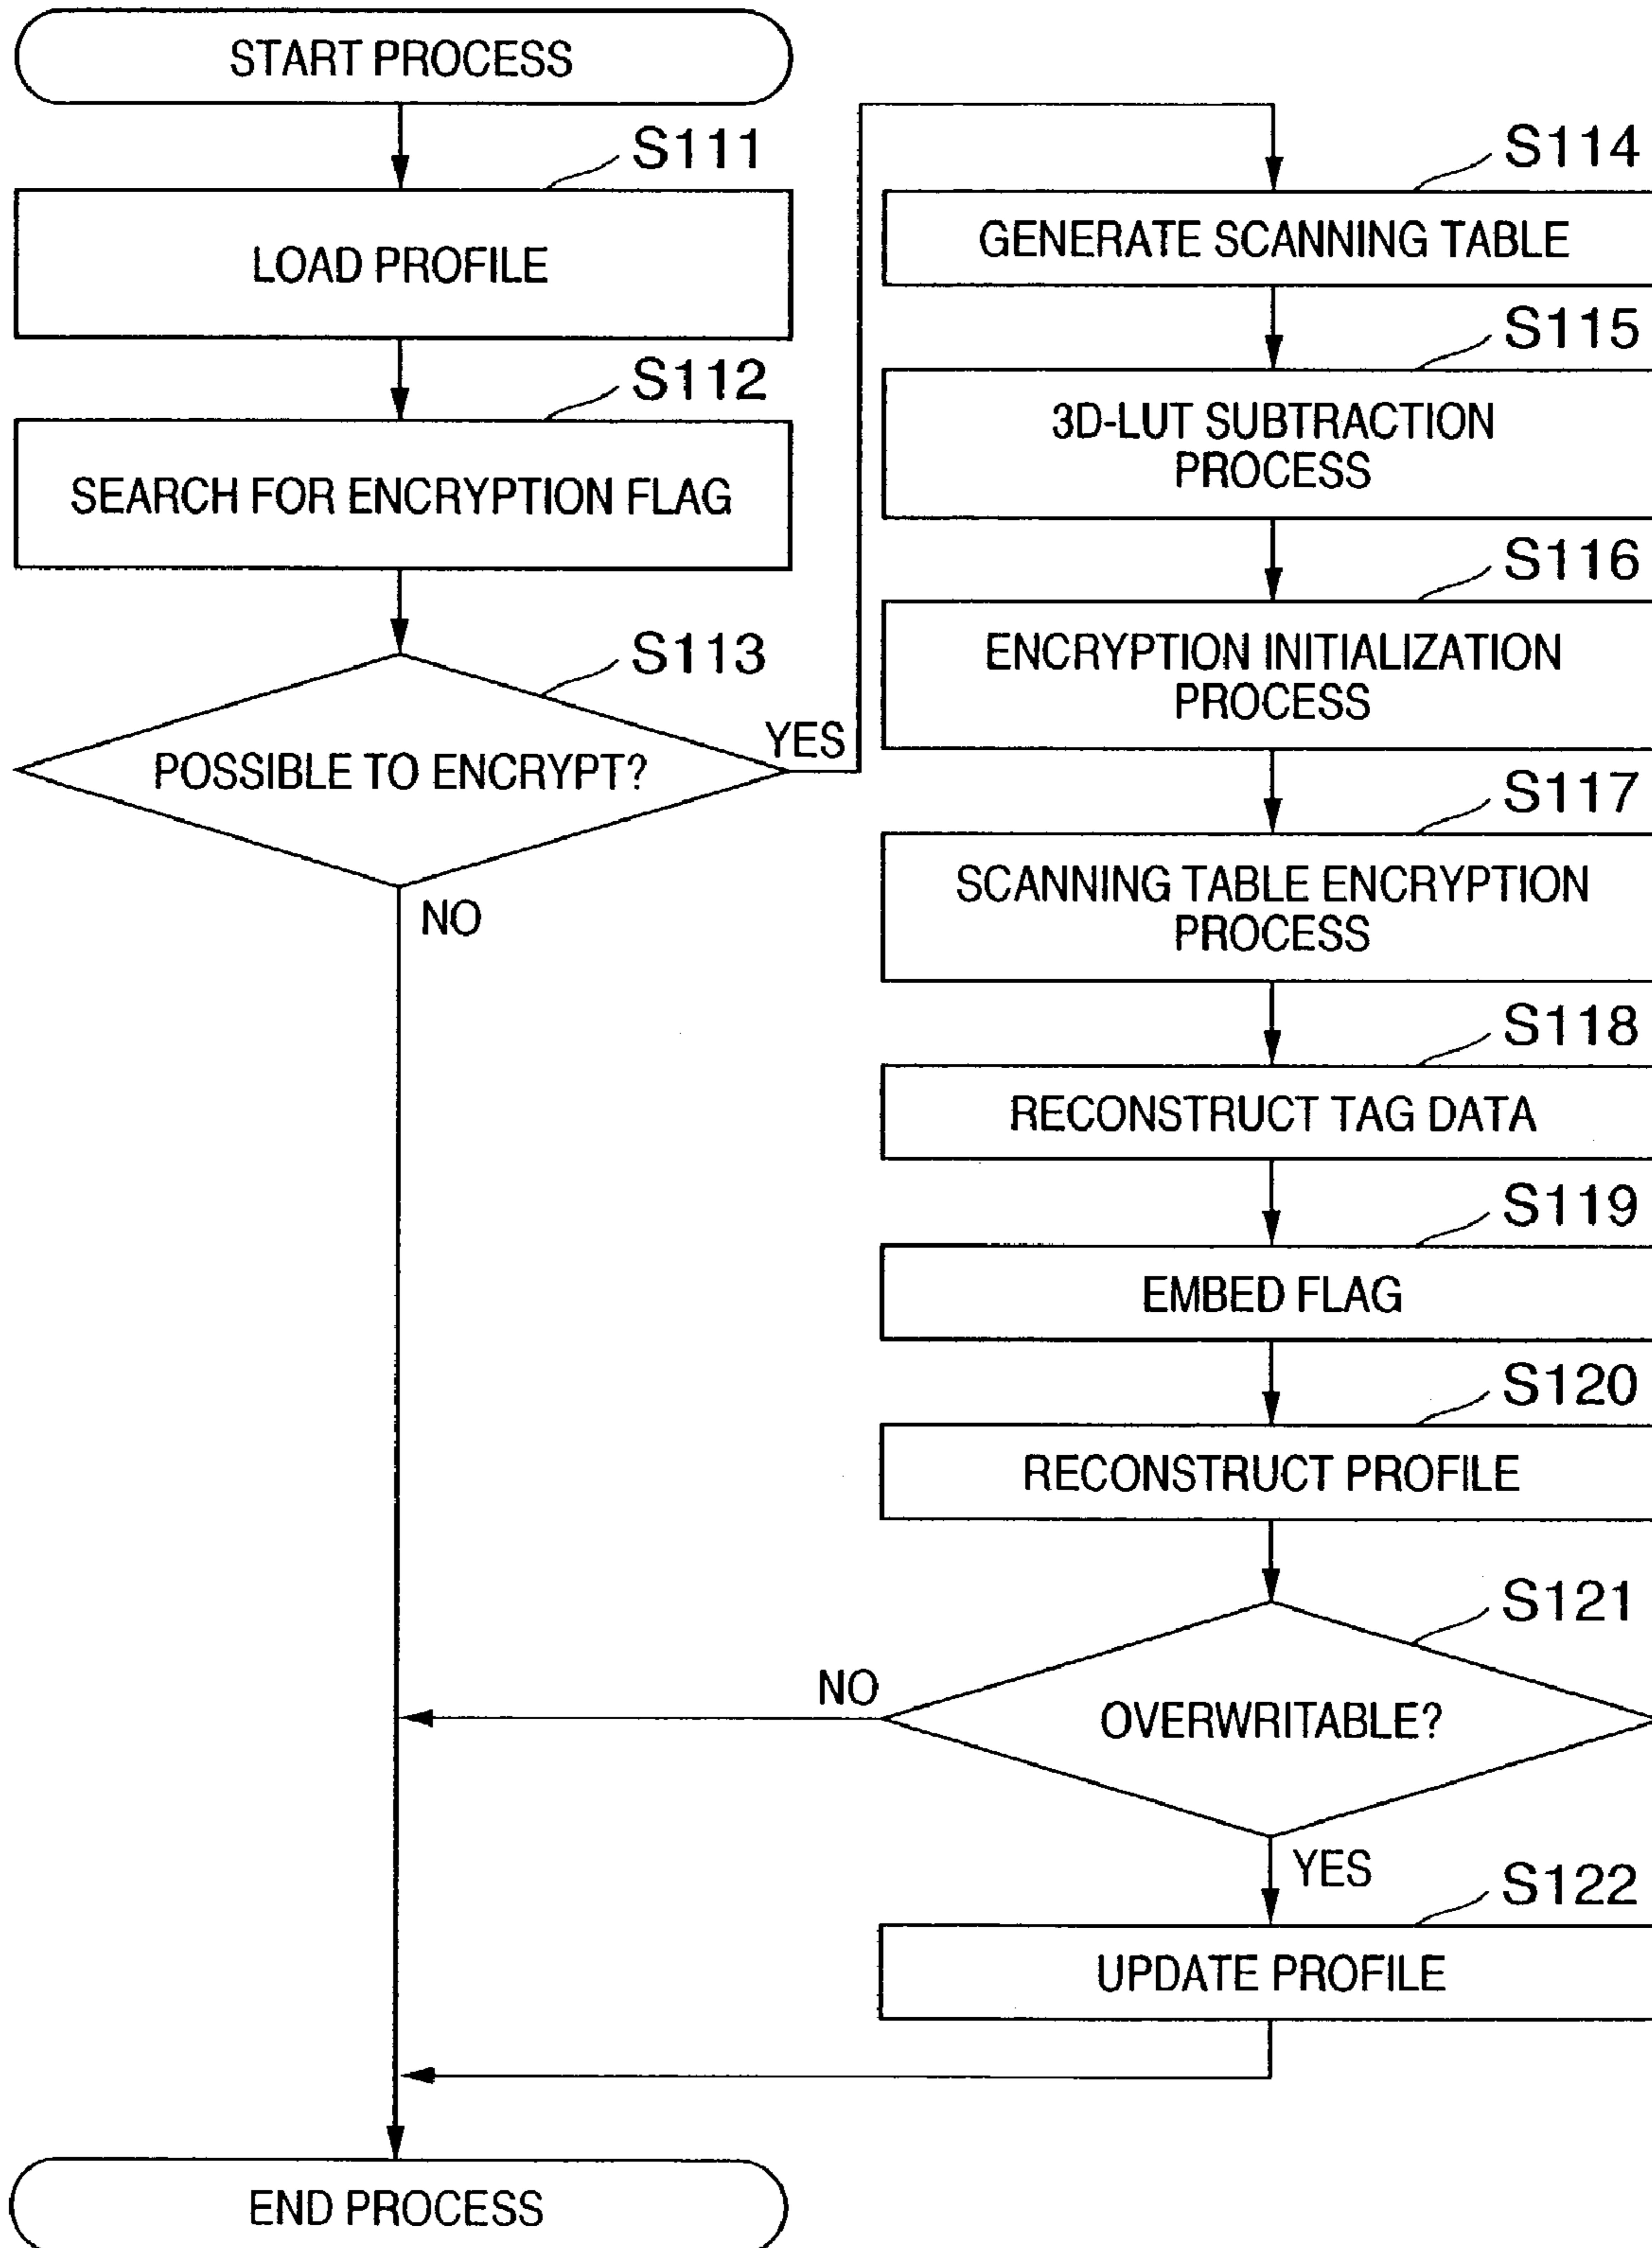 START PROCESS
S111
LOAD PROFILE
S112
SEARCH FOR ENCRYPTION FLAG
S113
POSSIBLE TO ENCRYPT?
YES
NO
S114
GENERATE SCANNING TABLE
S115
3D-LUT SUBTRACTION
PROCESS
S116
ENCRYPTION INITIALIZATION
PROCESS
S117
SCANNING TABLE ENCRYPTION
PROCESS
S118
RECONSTRUCT TAG DATA
S119
EMBED FLAG
S120
RECONSTRUCT PROFILE
S121
OVERWRITABLE?
NO
YES
S122
UPDATE PROFILE
END PROCESS